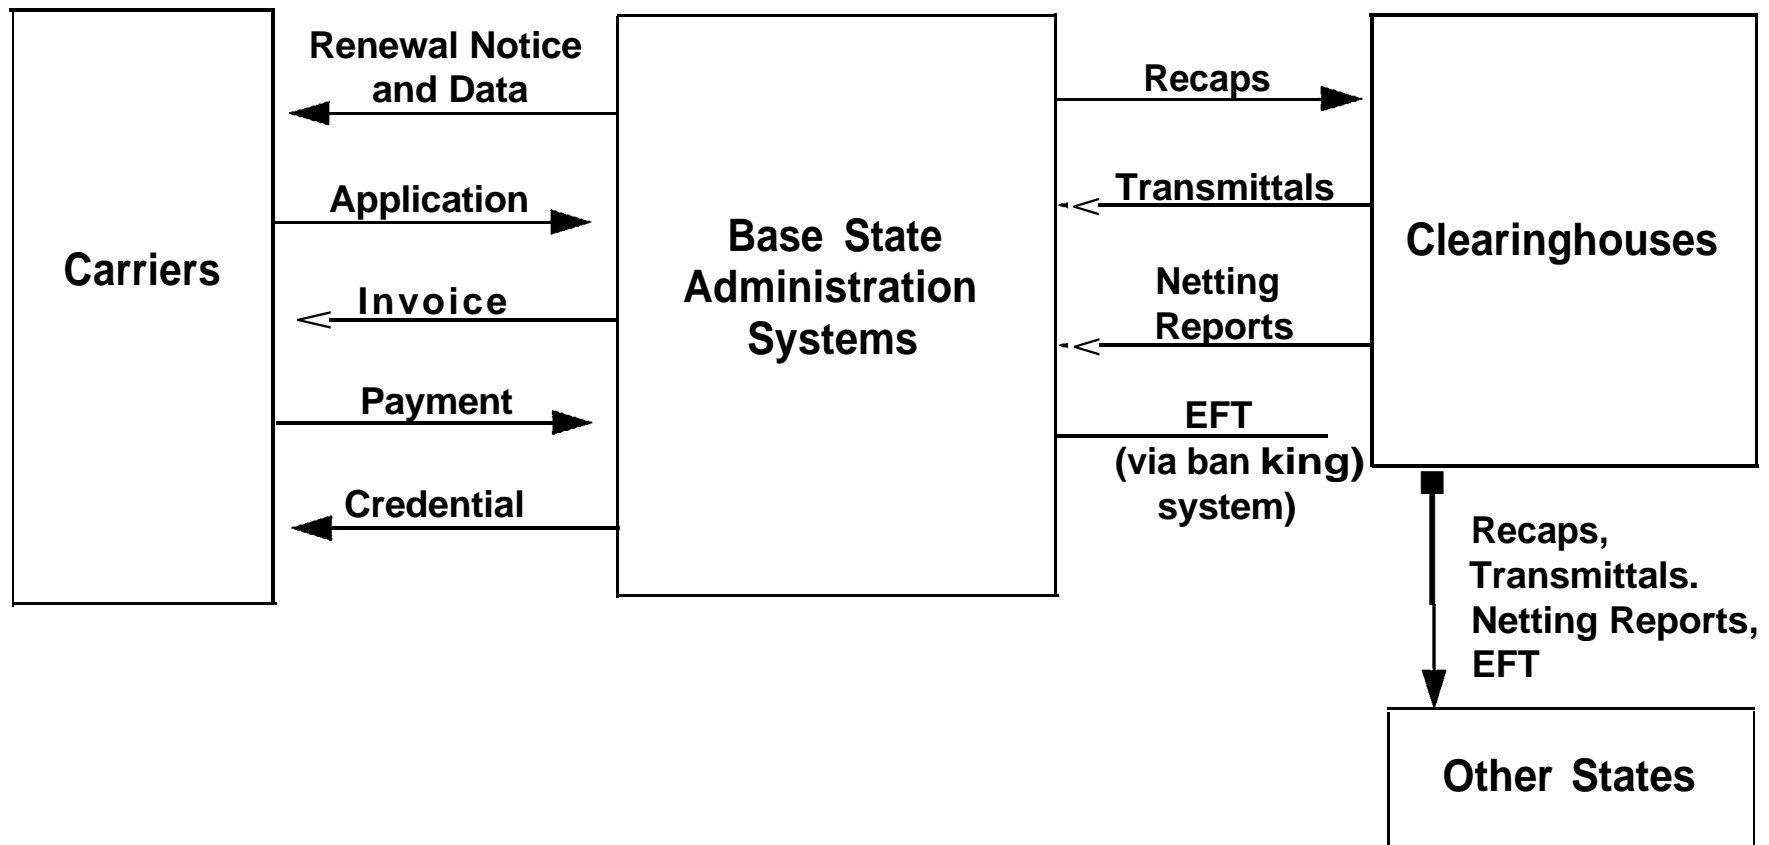 Renewal Notice
and Data
Application
Carriers
Invoice
Payment
Credential
Base State
Administration
Systems
Recaps
Transmittals
Netting
Reports
EFT
(via ban king)
system)
Clearinghouses
Recaps,
Transmittals.
Netting Reports,
EFT
Other States